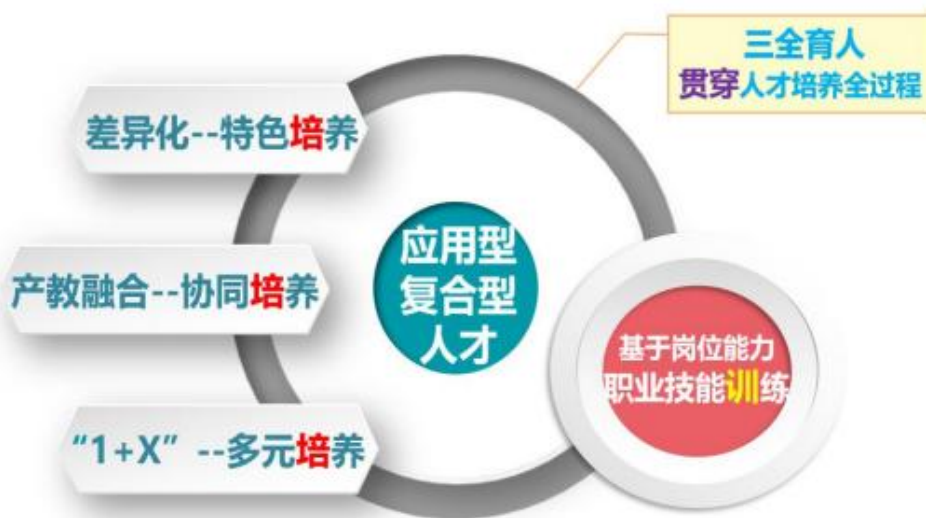 三全育人
贯穿人才培养全过程
差异化--特色培养
产教融合--协同培养
“1+X” --多元培养
应用型
复合型
人才
基于岗位能力
职业技能训练